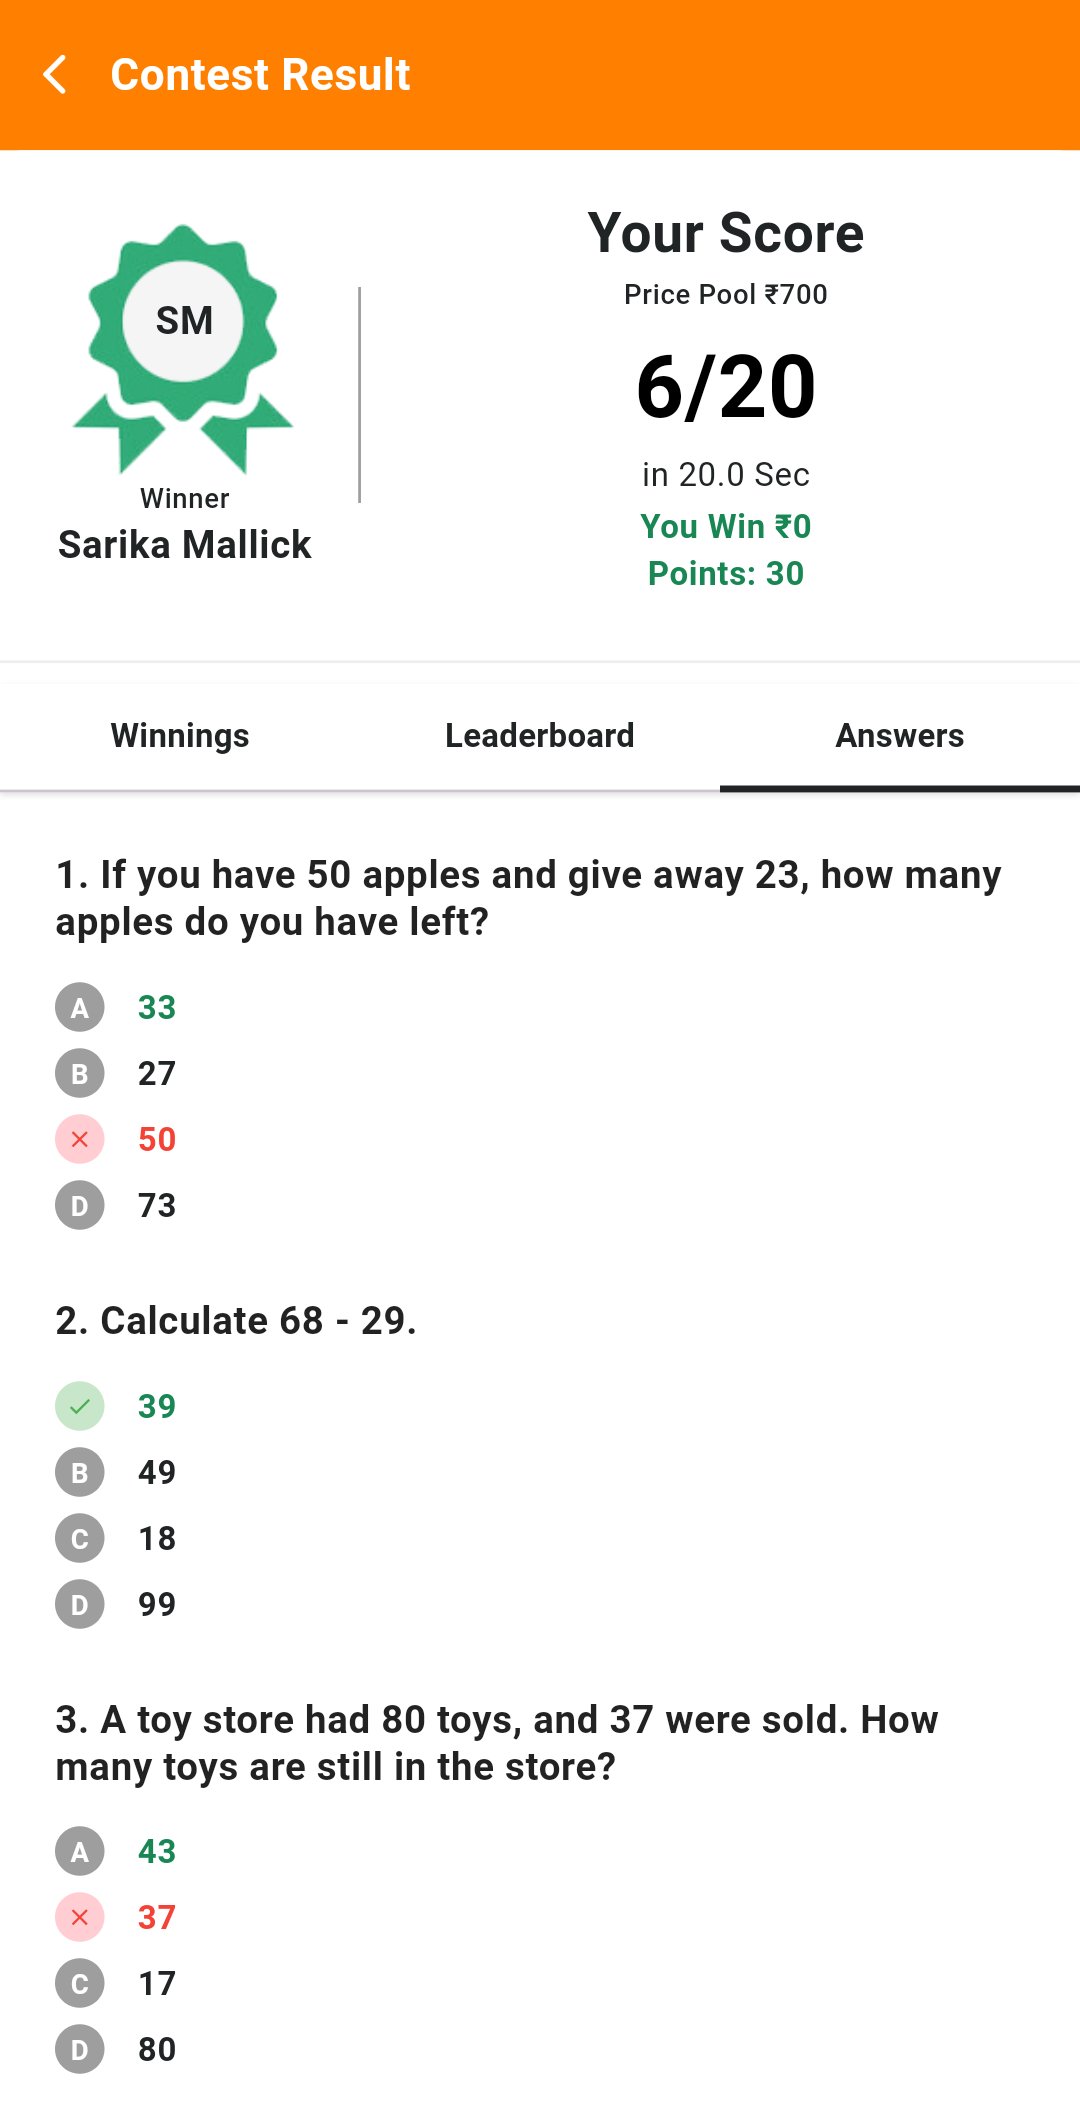 Contest Result
SM
Winner
Sarika Mallick
Your Score
Price Pool ₹700
6/20
in 20.0 Sec
You Win ₹0
Points: 30
Winnings
Leaderboard
Answers
1. If you have 50 apples and give away 23, how many
apples do you have left?
A 33
B 27
50
D 73
2. Calculate 68 - 29.
39
B 49
C 18
D 99
3. A toy store had 80 toys, and 37 were sold. How
many toys are still in the store?
A 43
37
C 17
D 80